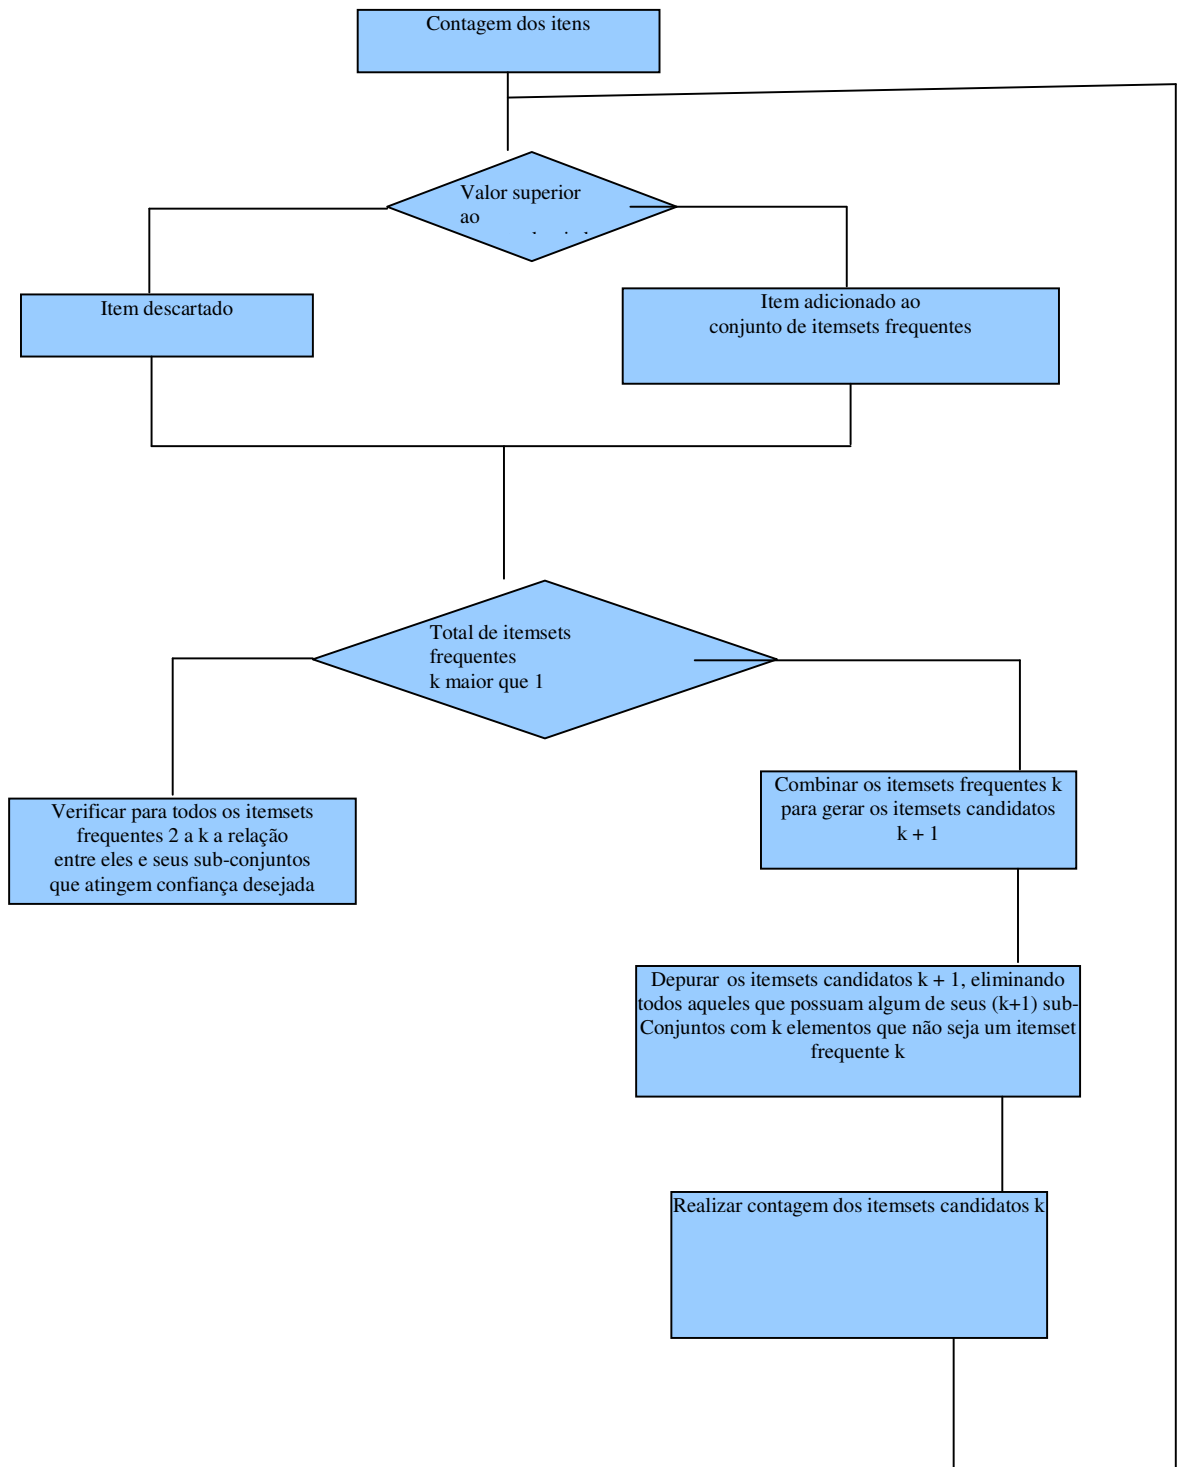 Contagem dos itens
Valor superior
ao
Item descartado
Item adicionado ao
conjunto de itemsets frequentes
Total de itemsets
frequentes
k maior que 1
Verificar para todos os itemsets
frequentes 2 a k a relação
entre eles e seus sub-conjuntos
que atingem confiança desejada
Combinar os itemsets frequentes k
para gerar os itemsets candidatos
k + 1
Depurar os itemsets candidatos k + 1, eliminando
todos aqueles que possuam algum de seus (k+1) sub-
Conjuntos com k elementos que não seja um itemset
frequente k
Realizar contagem dos itemsets candidatos k